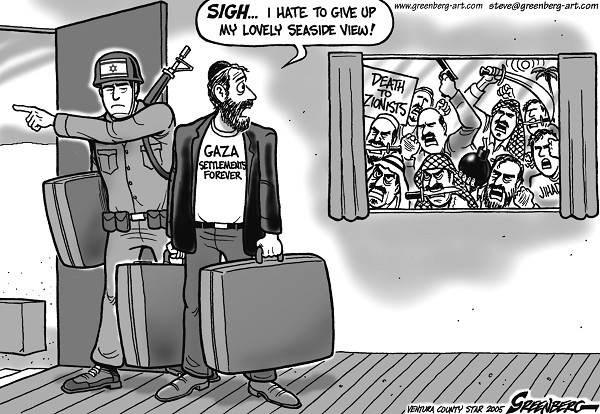 www.greenberg-art.com steve@greenberg-art.com
SIGH... I HATE TO GIVE UP
MY LOVELY SEASIDE VIEW!
DEATH
TO
ZIONISTS
GAZA
SETTLEMENTS
FOREVER
JIHAD
VENTURA COUNTY STAR 2005 GREENBERG